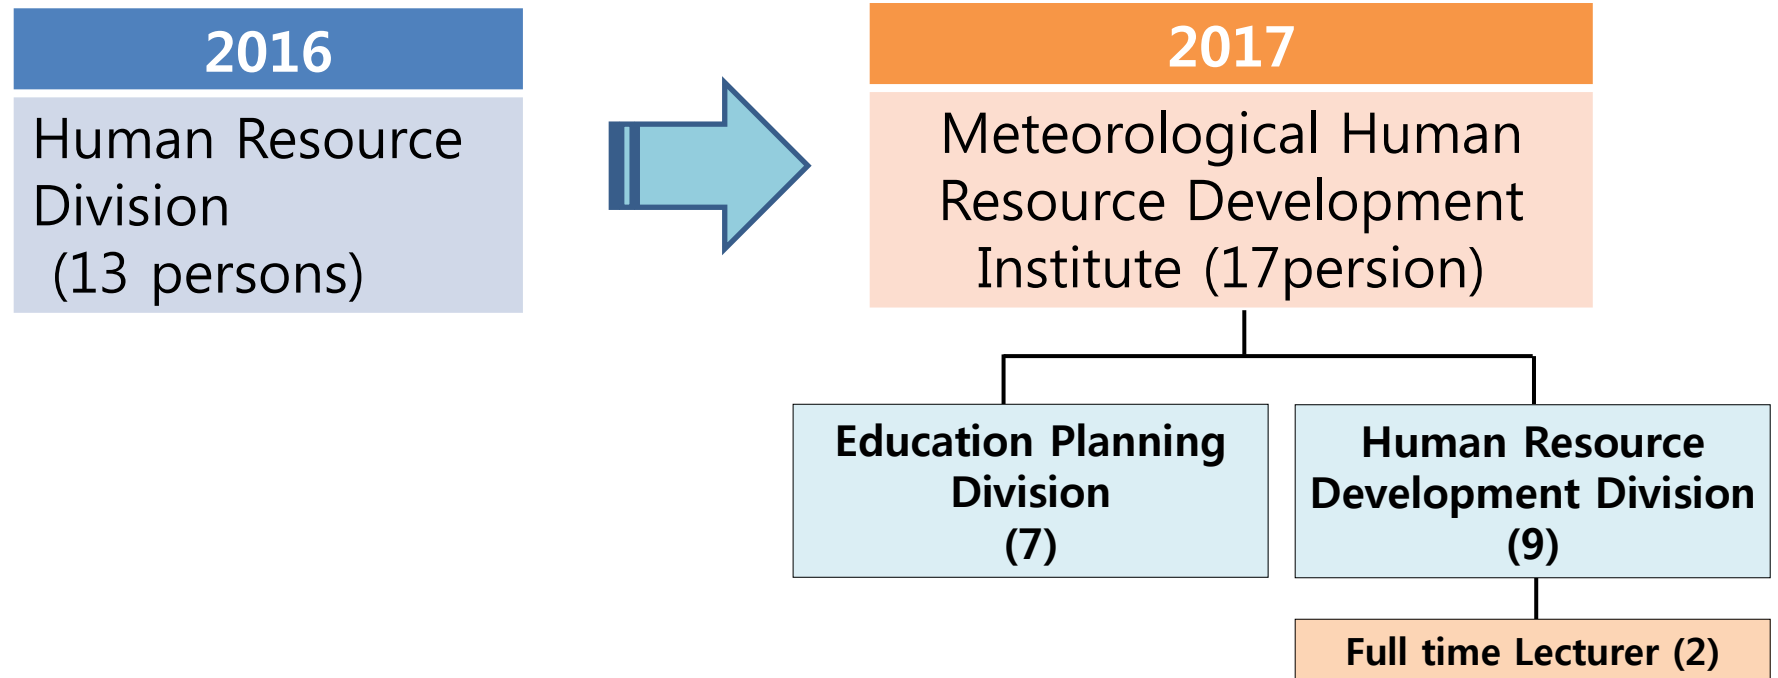 2016
Human Resource
Division
(13 persons)
2017
Meteorological Human
Resource Development
Institute (17persion)
Education Planning
Division
(7)
Human Resource
Development Division
(9)
Full time Lecturer (2)